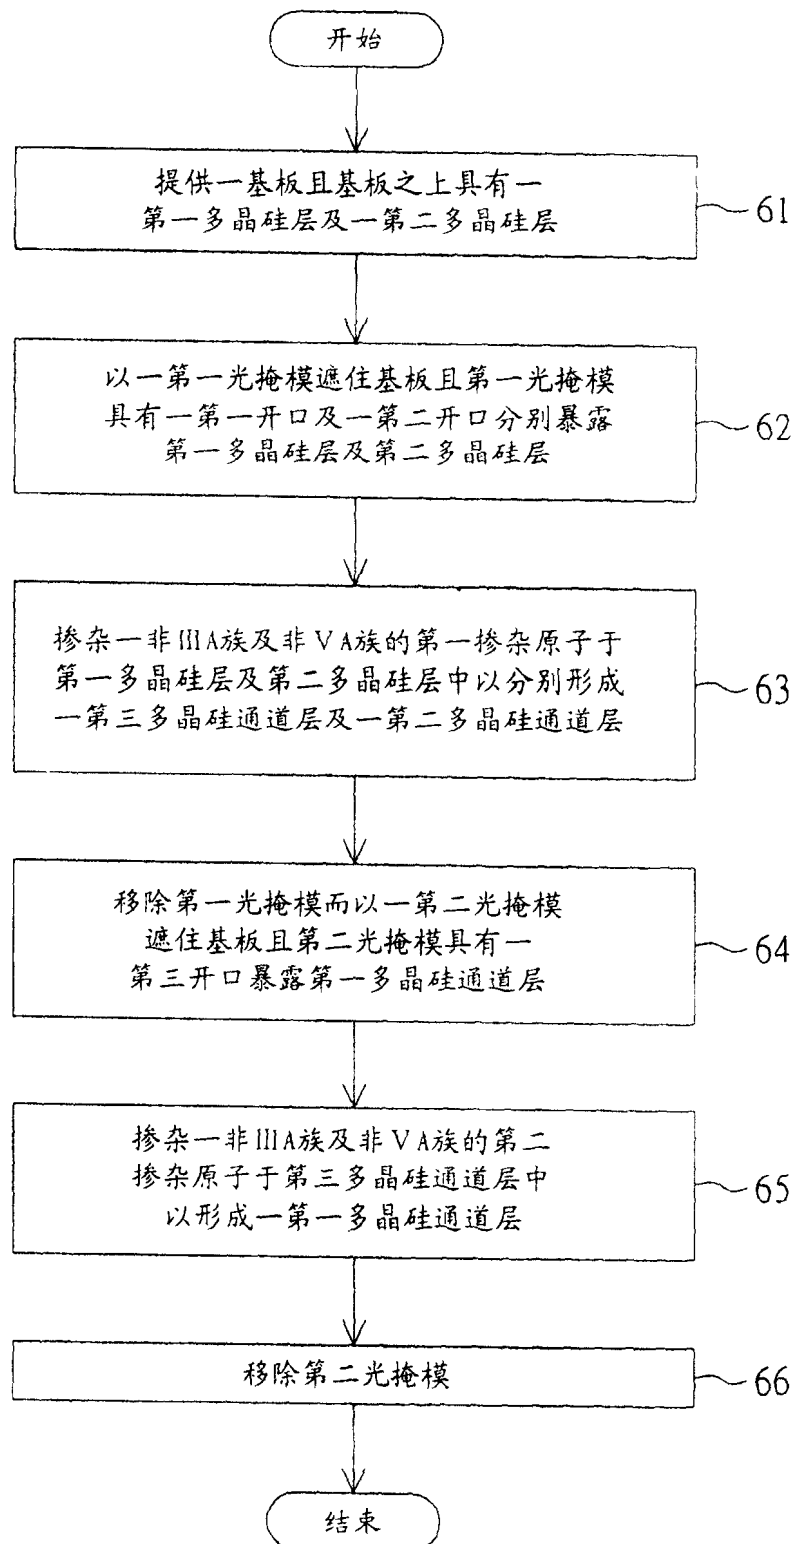 开始
提供一基板且基板之上具有一
第一多晶硅层及一第二多晶硅层
61
以一第一光掩模遮住基板且第一光掩模
具有一第一开口及一第二开口分别暴露
第一多晶硅层及第二多晶硅层
62
掺杂一非IIIA族及非VA族的第一掺杂原子于
第一多晶硅层及第二多晶硅层中以分别形成
一第三多晶硅通道层及一第二多晶硅通道层
63
移除第一光掩模而以一第二光掩模
遮住基板且第二光掩模具有一
第三开口暴露第一多晶硅通道层
64
掺杂一非IIIA族及非VA族的第二
掺杂原子于第三多晶硅通道层中
以形成一第一多晶硅通道层
65
移除第二光掩模
66
结束